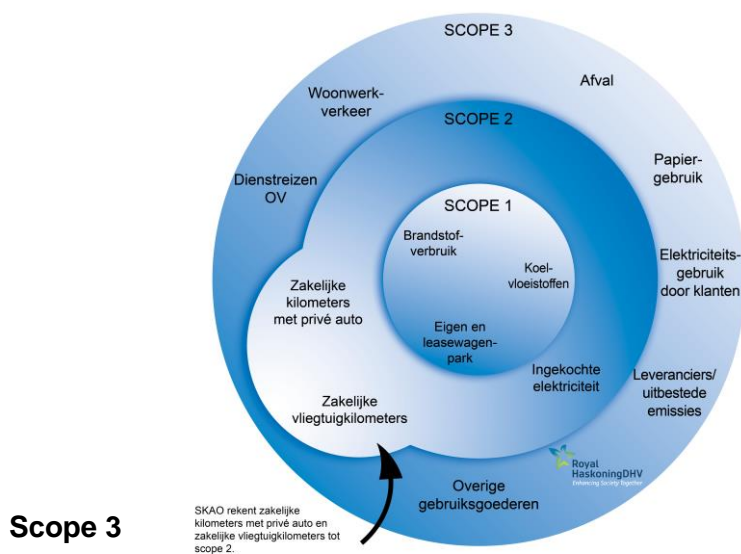 SCOPE 3
Afval
Woonwerk-
verkeer
SCOPE 2
Papier-
gebruik
Dienstreizen
OV
SCOPE 1
Brandstof-
verbruik
Koel-
vloeistoffen
Elektriciteits-
gebruik
door klanten
Zakelijke
kilometers
met privé auto
Eigen en
leasewagen-
park
Ingekochte
elektriciteit
Leveranciers/
uitbestede
emissies
Zakelijke
vliegtuigkilometers
Royal
HaskoningDHV
Enhancing Society Together
Overige
gebruiksgoederen
Scope 3
SKAO rekent zakelijke
kilometers met privé auto en
zakelijke vliegtuigkilometers tot
scope 2.